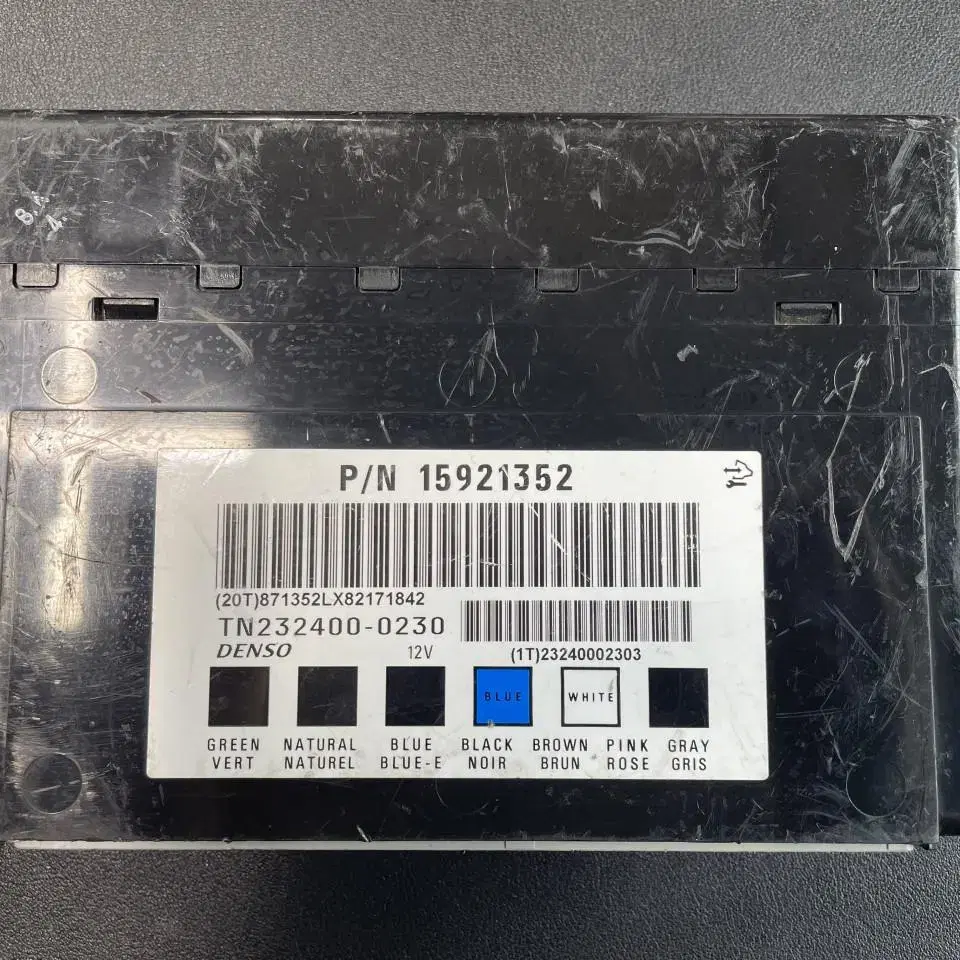 P/N 15921352
(20T)871352LX82171842
TN232400-0230
DENSO 12V
(1T)23240002303
BLUE WHITE
GREEN NATURAL BLUE BLACK BROWN PINK GRAY
VERT NATUREL BLUE-E NOIR BRUN ROSE GRIS